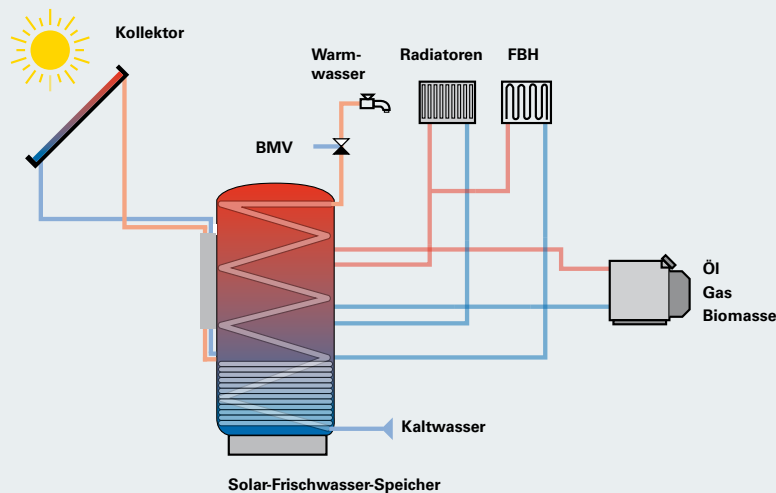 Kollektor
Warm-
wasser
Radiatoren
FBH
BMV
Öl
Gas
Biomasse
Kaltwasser
Solar-Frischwasser-Speicher